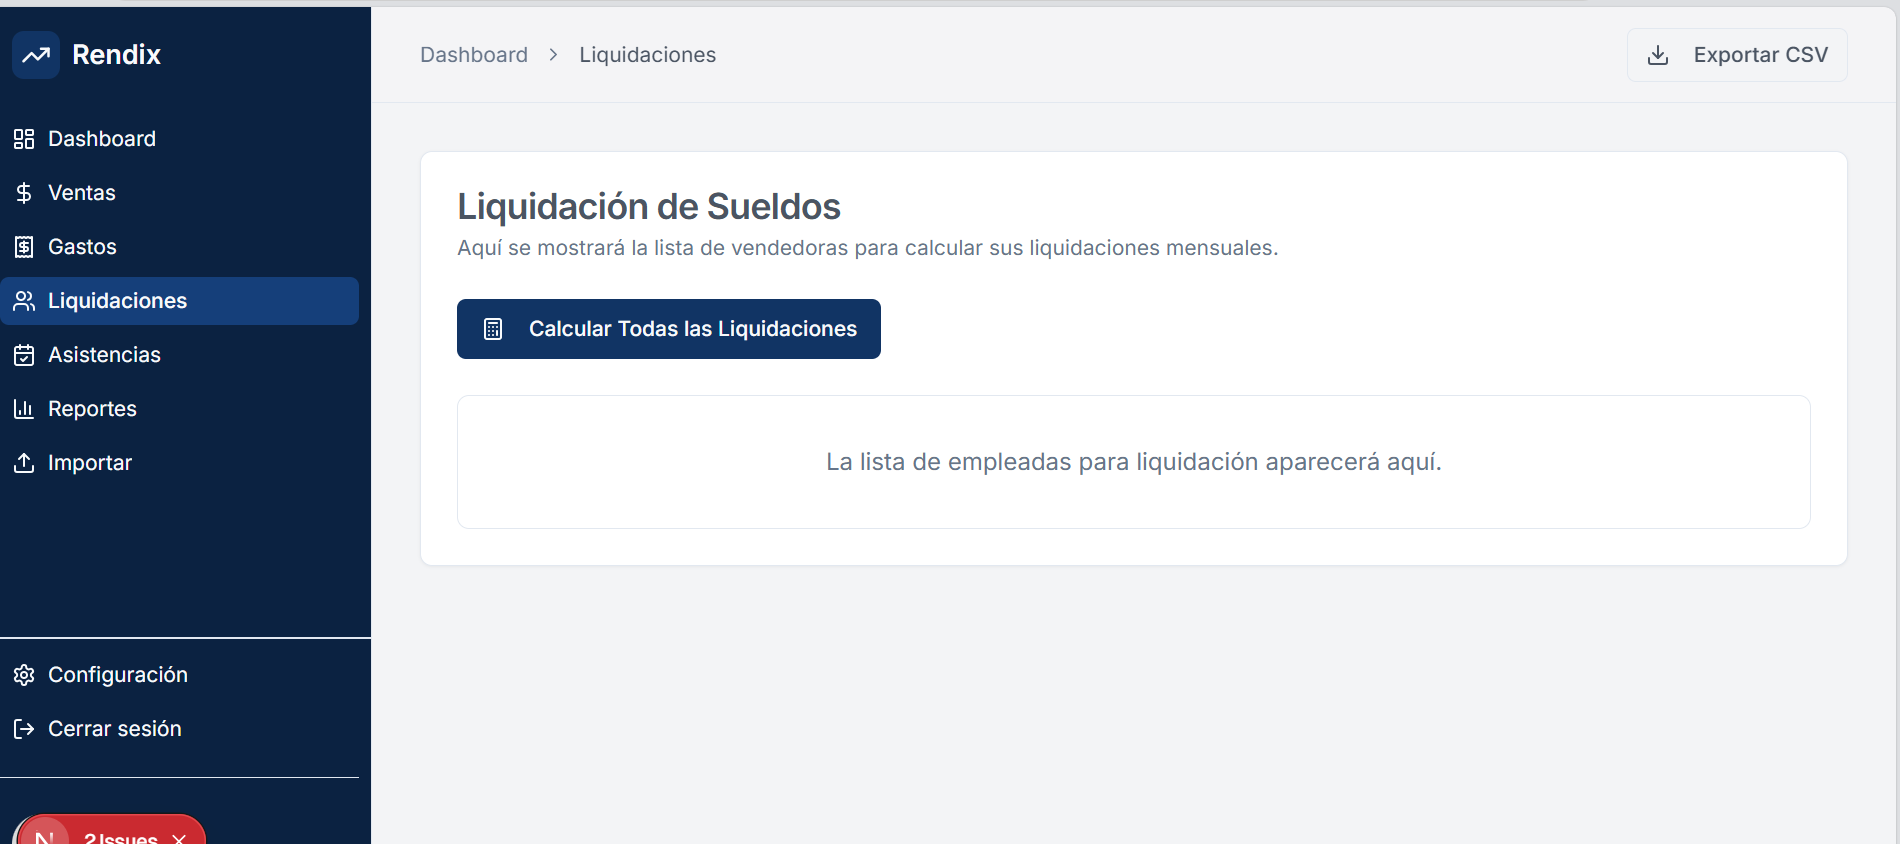 Rendix
Dashboard
Ventas
Gastos
Liquidaciones
Asistencias
Reportes
Importar
Configuración
Cerrar sesión
N 2 Issues
Dashboard > Liquidaciones
Exportar CSV
Liquidación de Sueldos
Aquí se mostrará la lista de vendedoras para calcular sus liquidaciones mensuales.
Calcular Todas las Liquidaciones
La lista de empleadas para liquidación aparecerá aquí.